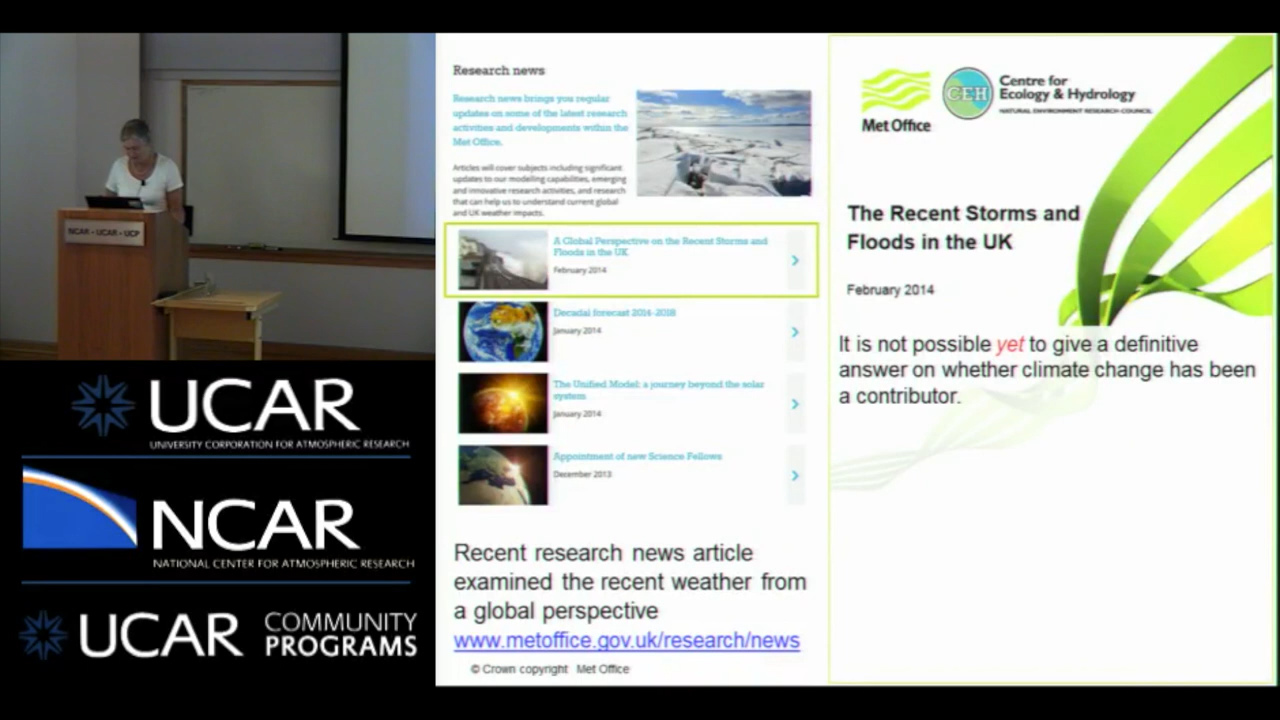 NCAR • UCAR • UCP
UCAR
UNIVERSITY CORPORATION FOR ATMOSPHERIC RESEARCH
NCAR
NATIONAL CENTER FOR ATMOSPHERIC RESEARCH
UCAR COMMUNITY
PROGRAMS
Research news
Research news brings you regular
updates on some of the latest research
activities and developments within the
Met Office.
Articles will cover subjects including significant
updates to our modelling capabilities, emerging
and innovative research activities, and research
that can help us to understand current global
and UK weather impacts.
A Global Perspective on the Recent Storms and
Floods in the UK
February 2014
Decadal forecast 2014-2018
January 2014
The Unified Model: a journey beyond the solar
system
January 2014
Appointment of new Science Fellows
December 2013
Recent research news article
examined the recent weather from
a global perspective
www.metoffice.gov.uk/research/news
© Crown copyright Met Office
Met Office
CEH
Centre for
Ecology & Hydrology
NATURAL ENVIRONMENT RESEARCH COUNCIL
The Recent Storms and
Floods in the UK
February 2014
It is not possible yet to give a definitive
answer on whether climate change has been
a contributor.